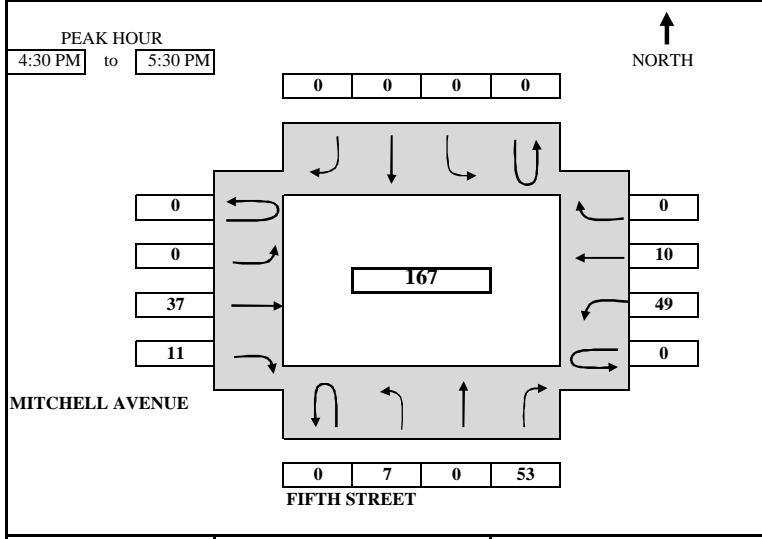 PEAK HOUR
4:30 PM to 5:30 PM
NORTH
0 0 0 0
0 0
0 10
167
37 49
11 0
MITCHELL AVENUE
0 7 0 53
FIFTH STREET